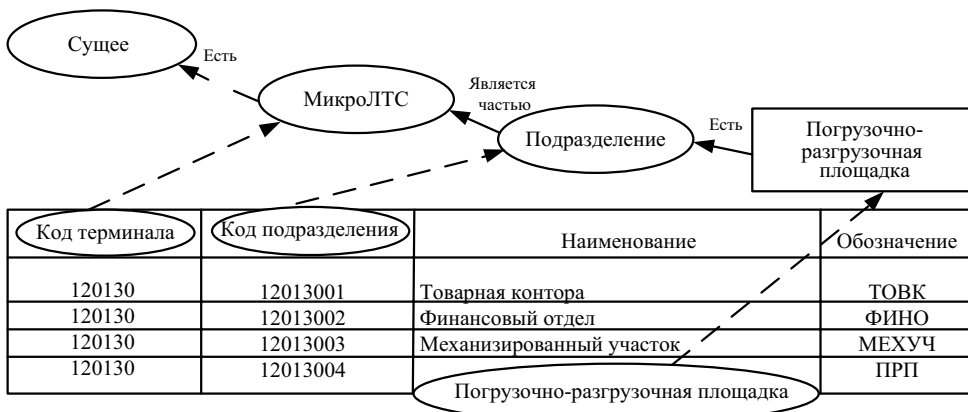 Сущее
Есть
МикроЛТС
Является
частью
Подразделение
Есть
Погрузочно-
разгрузочная
площадка
Код терминала Код подразделения Наименование Обозначение
120130 12013001 Товарная контора ТОВК
120130 12013002 Финансовый отдел ФИНО
120130 12013003 Механизированный участок МЕХУЧ
120130 12013004 Погрузочно-разгрузочная площадка ПРП